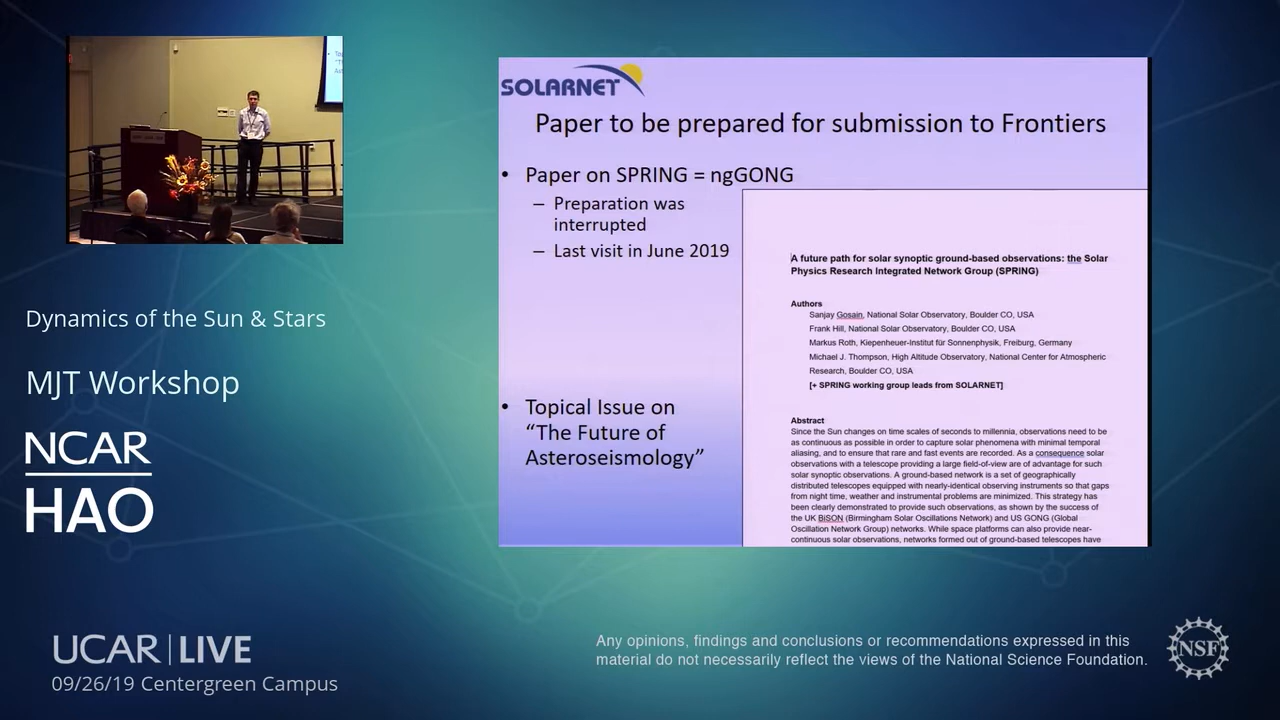 SOLARNET
Paper to be prepared for submission to Frontiers
• Paper on SPRING = ngGONG
– Preparation was
interrupted
– Last visit in June 2019
• Topical Issue on
“The Future of
Asteroseismology”
A future path for solar synoptic ground-based observations: the Solar
Physics Research Integrated Network Group (SPRING)
Authors
Sanjay Gosain, National Solar Observatory, Boulder CO, USA
Frank Hill, National Solar Observatory, Boulder CO, USA
Markus Roth, Kiepenheuer-Institut für Sonnenphysik, Freiburg, Germany
Michael J. Thompson, High Altitude Observatory, National Center for Atmospheric
Research, Boulder CO, USA
[+ SPRING working group leads from SOLARNET]
Abstract
Since the Sun changes on time scales of seconds to millennia, observations need to be
as continuous as possible in order to capture solar phenomena with minimal temporal
aliasing, and to ensure that rare and fast events are recorded. As a consequence solar
observations with a telescope providing a large field-of-view are of advantage for such
solar synoptic observations. A ground-based network is a set of geographically
distributed telescopes equipped with nearly-identical observing instruments so that gaps
from night time, weather and instrumental problems are minimized. This strategy has
been clearly demonstrated to provide such observations, as shown by the success of
the UK BiSON (Birmingham Solar Oscillations Network) and US GONG (Global
Oscillation Network Group) networks. While space platforms can also provide near-
continuous solar observations, networks formed out of ground-based telescopes have
Dynamics of the Sun & Stars
MJT Workshop
NCAR
HAO
UCAR | LIVE
09/26/19 Centergreen Campus
Any opinions, findings and conclusions or recommendations expressed in this
material do not necessarily reflect the views of the National Science Foundation.
NSF